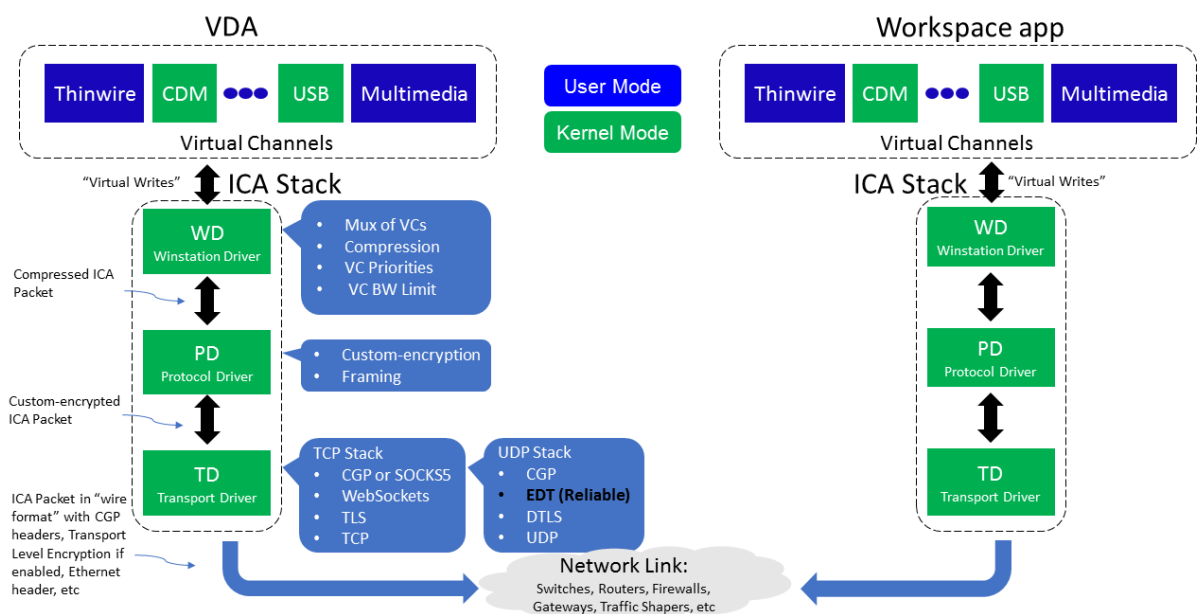 VDA
Thinwire
CDM
USB
Multimedia
Virtual Channels
User Mode
Kernel Mode
Workspace app
Thinwire
CDM
USB
Multimedia
Virtual Channels
“Virtual Writes”
ICA Stack
WD
Winstation Driver
• Mux of VCs
• Compression
• VC Priorities
• VC BW Limit
Compressed ICA
Packet
PD
Protocol Driver
• Custom-encryption
• Framing
Custom-encrypted
ICA Packet
TD
Transport Driver
TCP Stack
• CGP or SOCKS5
• WebSockets
• TLS
• TCP
UDP Stack
• CGP
• EDT (Reliable)
• DTLS
• UDP
ICA Packet in “wire
format” with CGP
headers, Transport
Level Encryption if
enabled, Ethernet
header, etc
Network Link:
Switches, Routers, Firewalls,
Gateways, Traffic Shapers, etc
ICA Stack
“Virtual Writes”
WD
Winstation Driver
PD
Protocol Driver
TD
Transport Driver